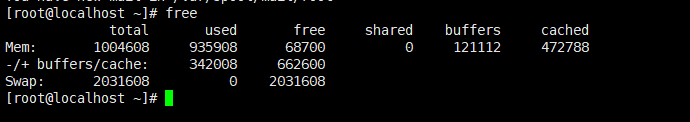 [root@localhost ~]# free
total used free shared buffers cached
Mem: 1004608 935908 68700 0 121112 472788
-/+ buffers/cache: 342008 662600
Swap: 2031608 0 2031608
[root@localhost ~]#